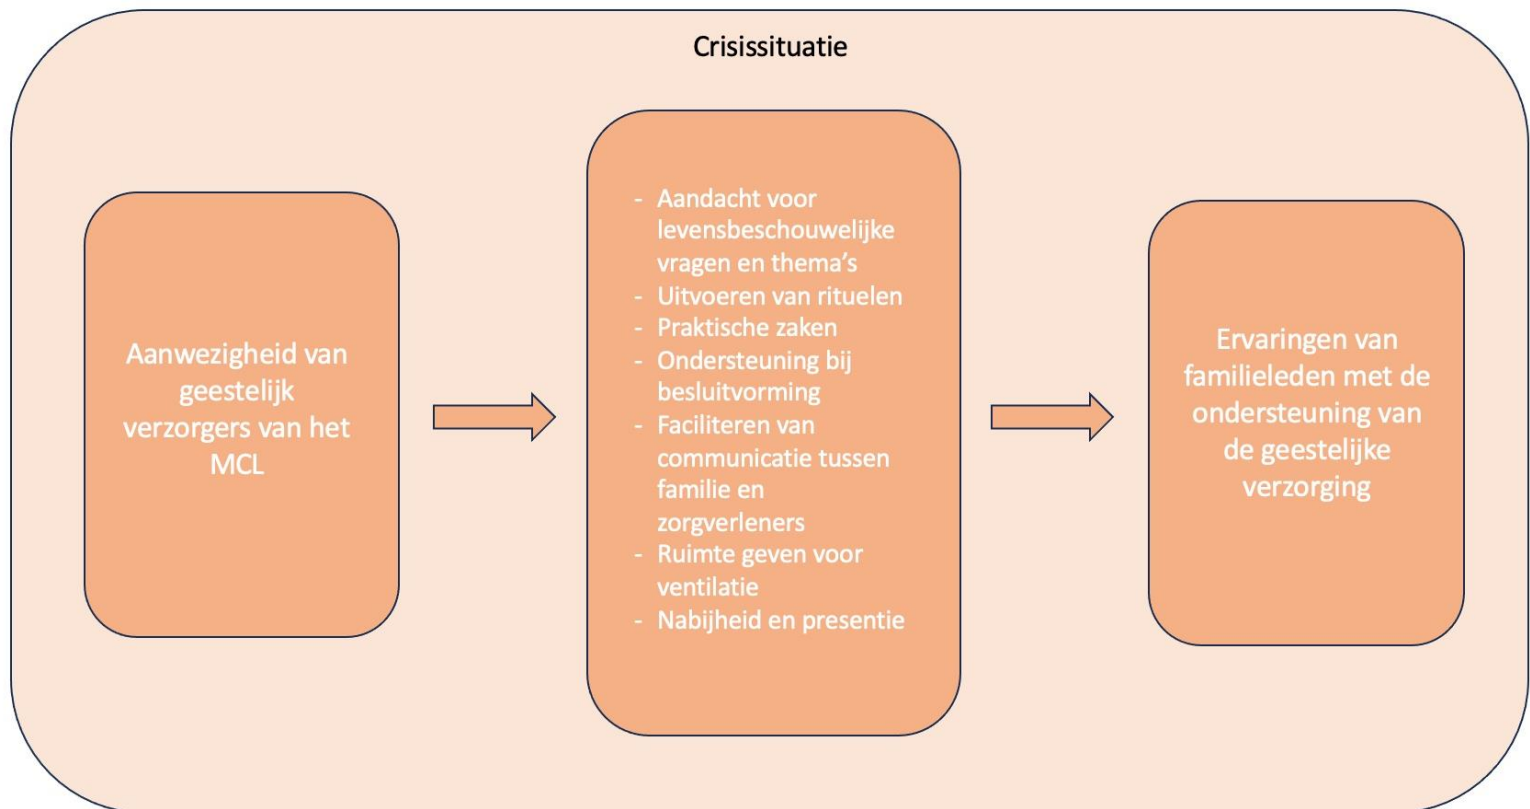 Crisissituatie
Aanwezigheid van
geestelijk
verzorgers van het
MCL
- Aandacht voor
levensbeschouwelijke
vragen en thema’s
- Uitvoeren van rituelen
- Praktische zaken
- Ondersteuning bij
besluitvorming
- Faciliteren van
communicatie tussen
familie en
zorgverleners
- Ruimte geven voor
ventilatie
- Nabijheid en presentie
Ervaringen van
familieleden met de
ondersteuning van
de geestelijke
verzorging